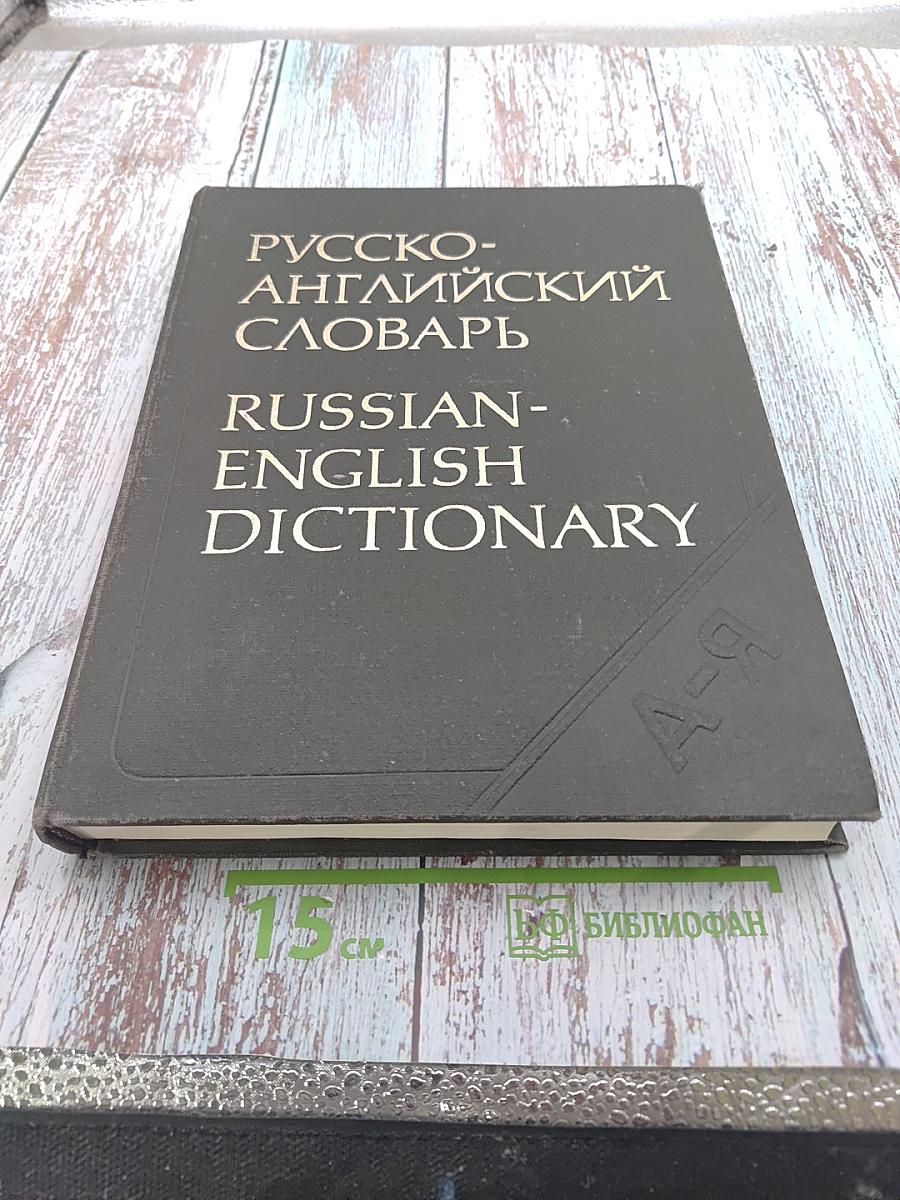 РУССКО-
АНГЛИЙСКИЙ
СЛОВАРЬ
RUSSIAN-
ENGLISH
DICTIONARY
А-Я
15 см
БФ БИБЛИОФАН